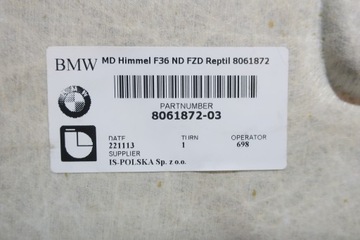 BMW MD Himmel F36 ND FZD Reptil 8061872
PARTNUMBER
8061872-03
DATE TURN OPERATOR
221113 1 698
SUPPLIER
IS-POLSKA Sp. z o.o.